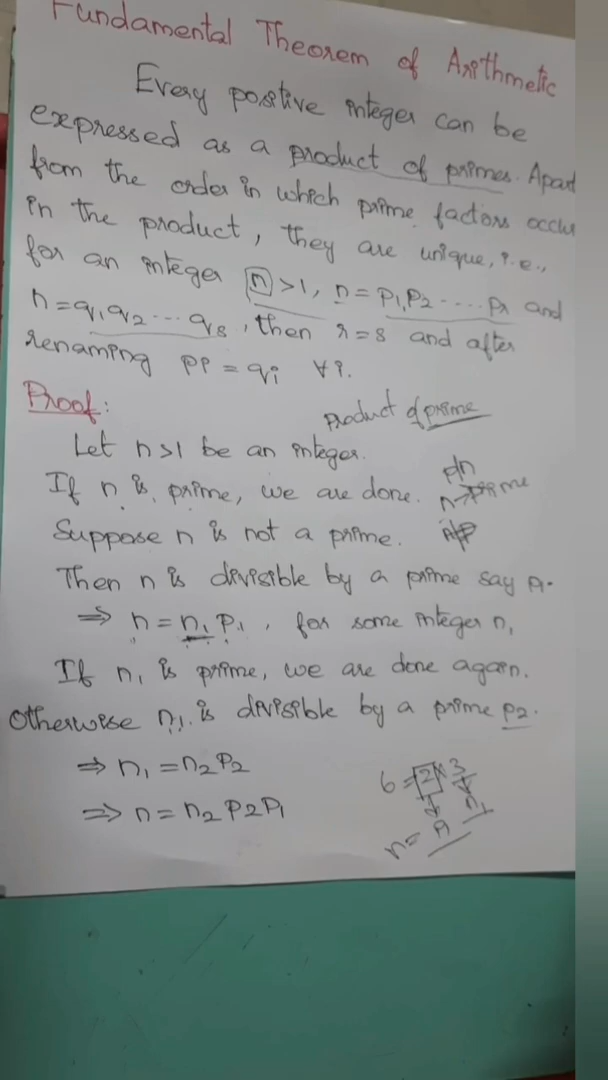 Fundamental Theorem of Arithmetic
Every positive integer can be
expressed as a product of primes. Apart
from the order in which prime factors occur
in the product, they are unique, i.e.,
for an integer n > 1, n = p1, p2 ..... pr and
n = q1 q2 ... qs, then r = s and after
renaming pi = qi ∀ i.
Proof:
Product of prime
Let n > 1 be an integer.
If n is prime, we are done.
n → prime
Suppose n is not a prime.
Then n is divisible by a prime say p1.
⇒ n = n1 p1, for some integer n1
If n1 is prime, we are done again.
Otherwise n1 is divisible by a prime p2.
⇒ n1 = n2 p2
⇒ n = n2 p2 p1
6 = 2 × 3
n = p1 n1